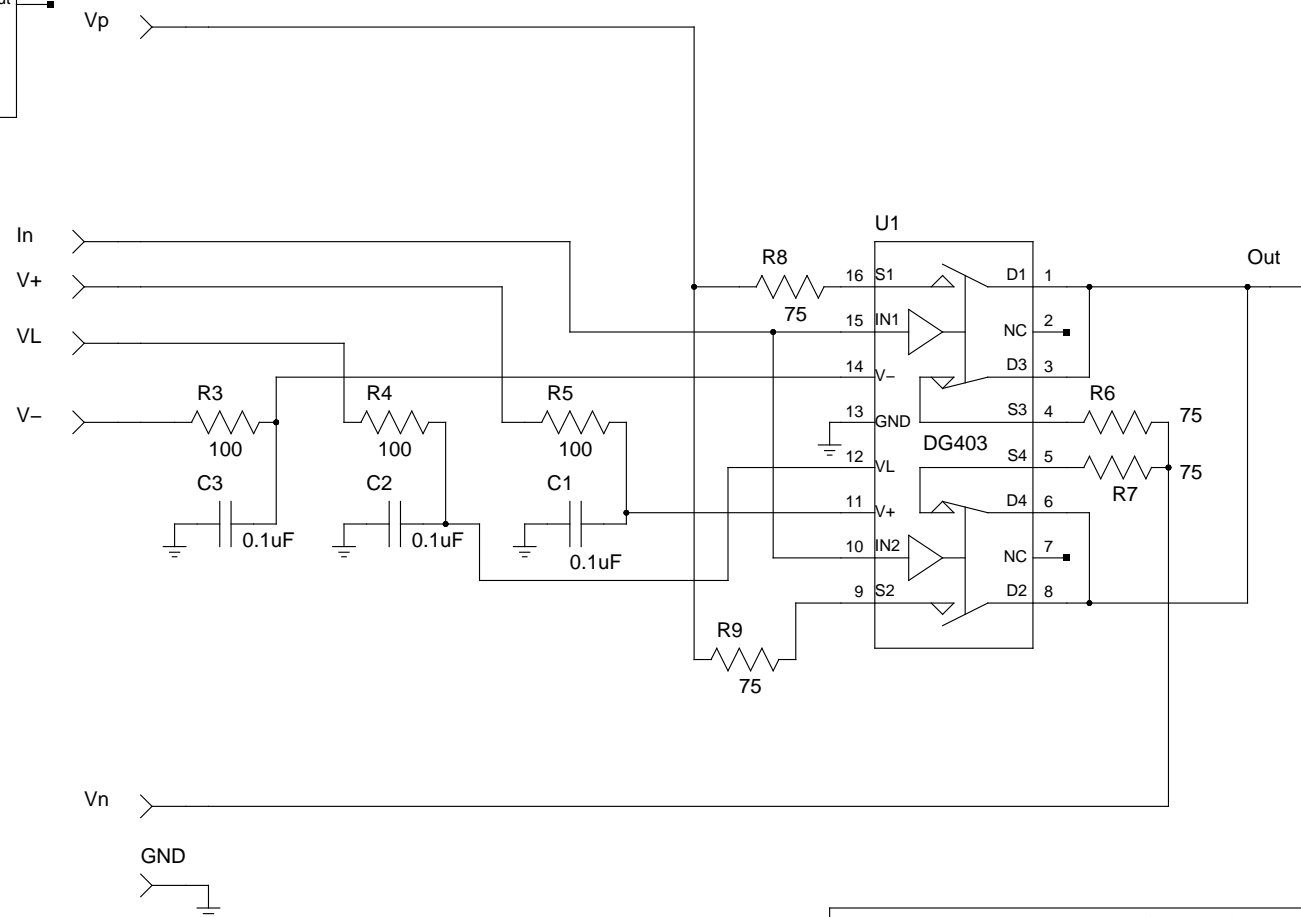 Vp
In
U1
V+
R8
16 S1 D1 1
Out
75
15 IN1 NC 2
VL
14 V− D3 3
R3 R4 R5
R6
V−
13 GND S3 4
75
100 100 100
DG403
12 VL S4 5
75
C3 C2 C1
R7
11 V+ D4 6
0.1uF 0.1uF 0.1uF
10 IN2 NC 7
9 S2 D2 8
R9
75
Vn
GND